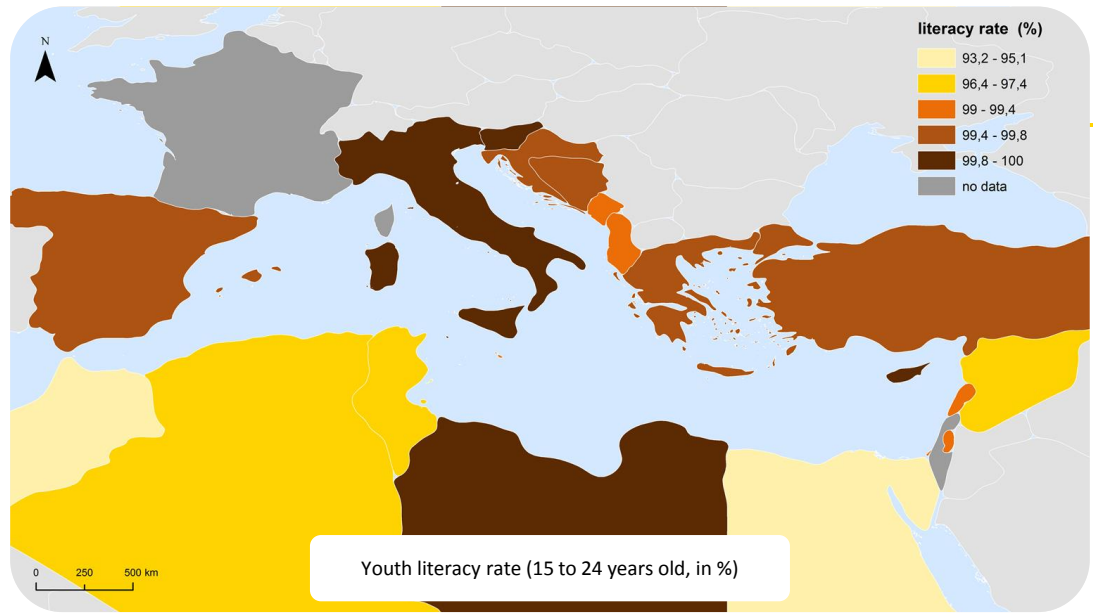 N
literacy rate (%)
93,2 - 95,1
96,4 - 97,4
99 - 99,4
99,4 - 99,8
99,8 - 100
no data
0 250 500 km
Youth literacy rate (15 to 24 years old, in %)